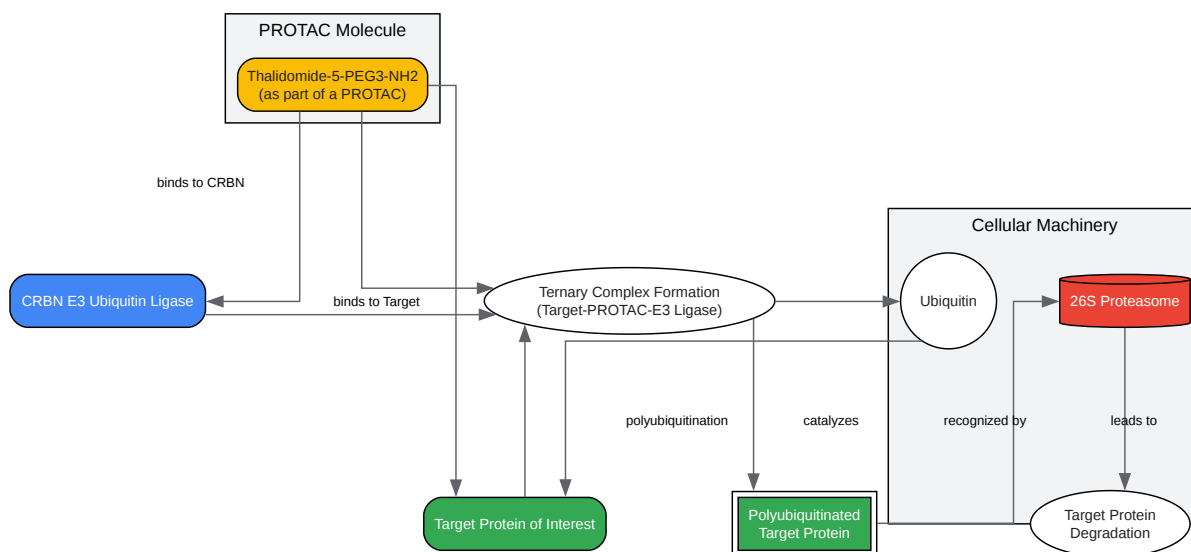 PROTAC Molecule
Thalidomide-5-PEG3-NH2
(as part of a PROTAC)
binds to CRBN
Cellular Machinery
CRBN E3 Ubiquitin Ligase
binds to Target
Ternary Complex Formation
(Target-PROTAC-E3 Ligase)
Ubiquitin
26S Proteasome
polyubiquitination
catalyzes
recognized by
leads to
Target Protein of Interest
Polyubiquitinated
Target Protein
Target Protein
Degradation